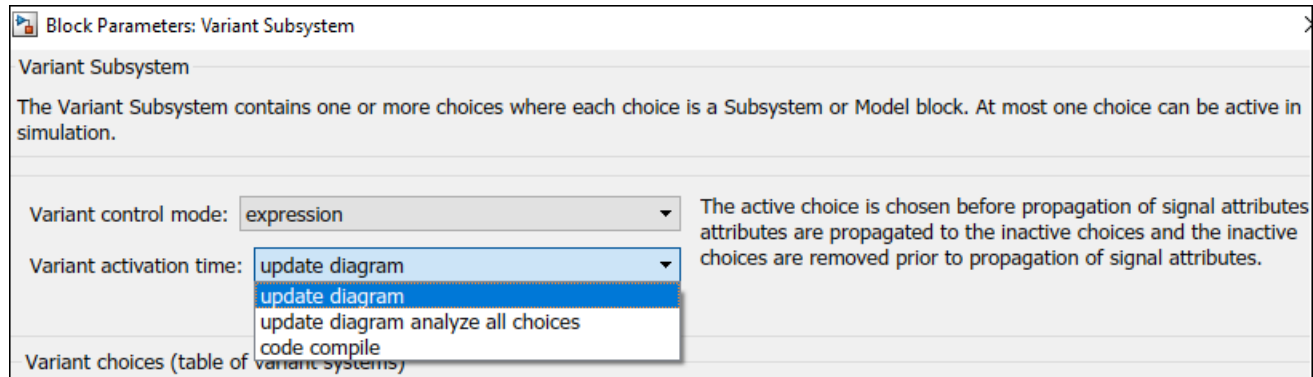 Block Parameters: Variant Subsystem
Variant Subsystem
The Variant Subsystem contains one or more choices where each choice is a Subsystem or Model block. At most one choice can be active in
simulation.
Variant control mode: expression
The active choice is chosen before propagation of signal attributes
attributes are propagated to the inactive choices and the inactive
choices are removed prior to propagation of signal attributes.
Variant activation time: update diagram
update diagram
update diagram analyze all choices
code compile
Variant choices (table of variant systems)